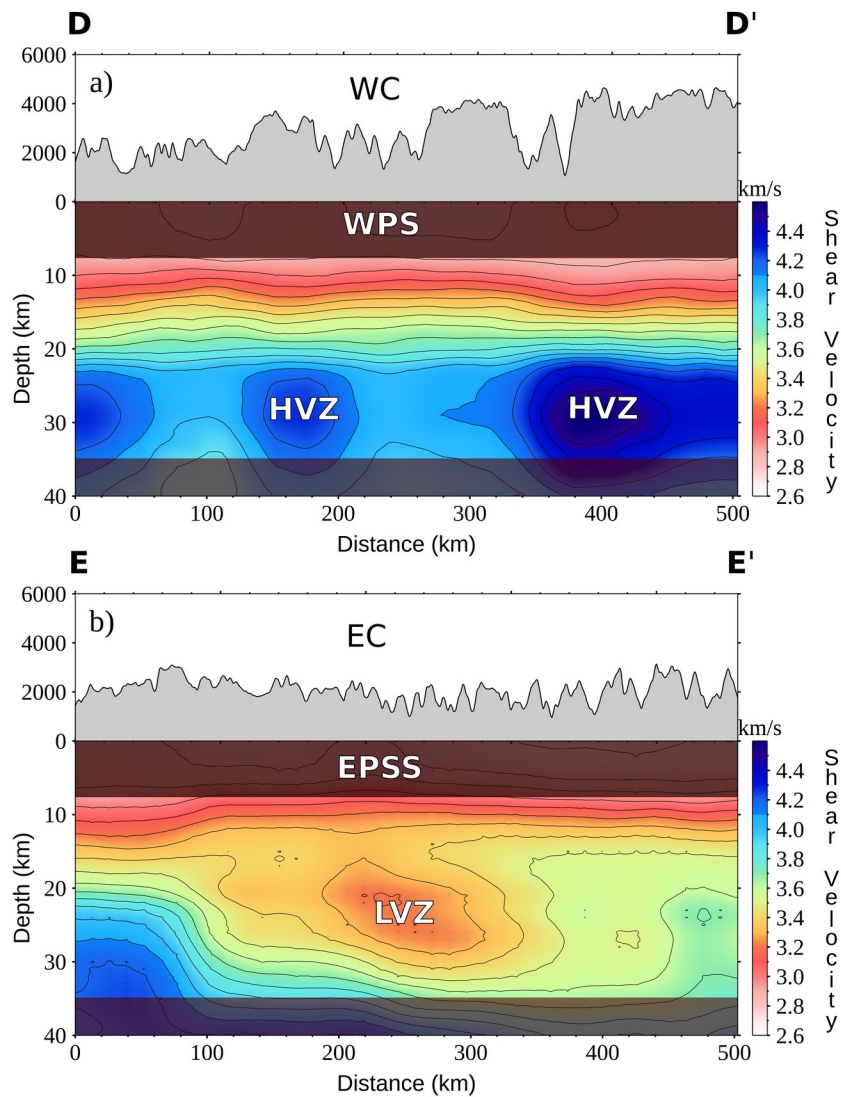 D D'
6000
a)
WC
4000
2000
0
km/s
WPS
10
20
HVZ HVZ
30
40
Depth (km)
0 100 200 300 400 500
Distance (km)
4.4
4.2
4.0
3.8
3.6
3.4
3.2
3.0
2.8
2.6
Shear Velocity
E E'
6000
b)
EC
4000
2000
0
km/s
EPSS
10
20
LVZ
30
40
Depth (km)
0 100 200 300 400 500
Distance (km)
4.4
4.2
4.0
3.8
3.6
3.4
3.2
3.0
2.8
2.6
Shear Velocity